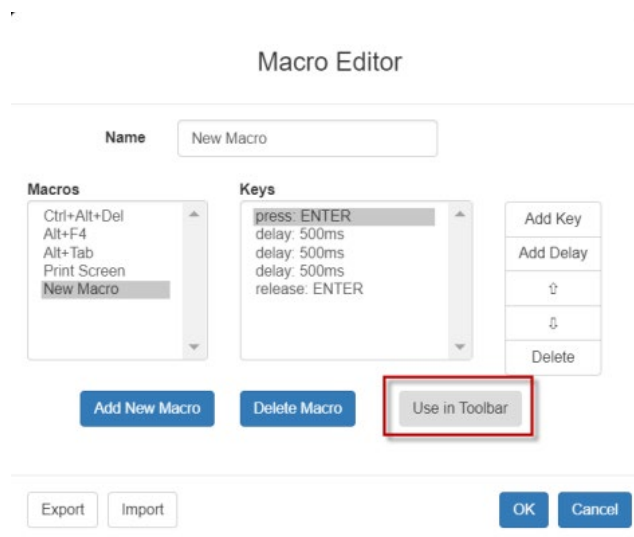 Macro Editor
Name New Macro
Macros
Ctrl+Alt+Del
Alt+F4
Alt+Tab
Print Screen
New Macro
Keys
press: ENTER
delay: 500ms
delay: 500ms
delay: 500ms
release: ENTER
Add Key
Add Delay
⇧
⇩
Delete
Add New Macro Delete Macro Use in Toolbar
Export Import OK Cancel